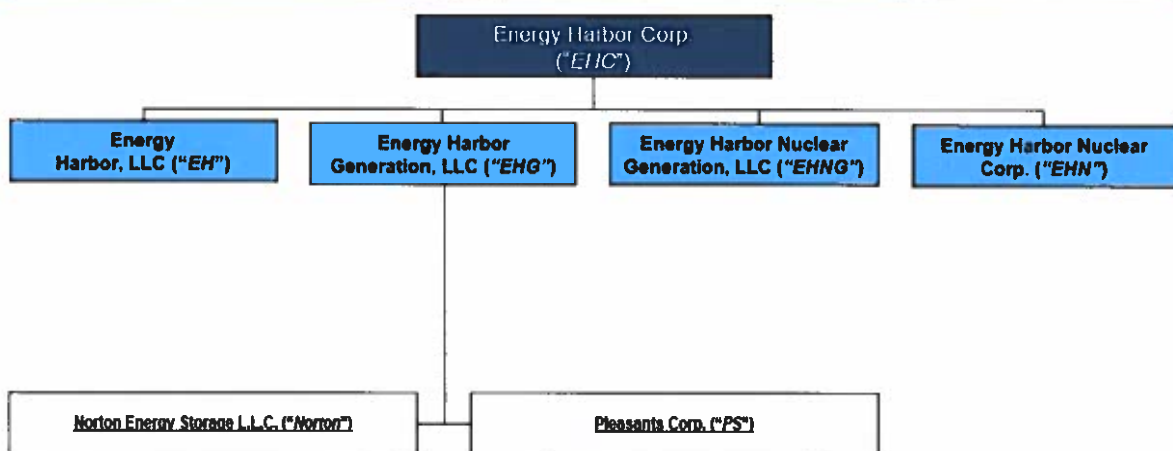 Energy Harbor Corp.
("EHC")
Energy
Harbor, LLC ("EH")
Energy Harbor
Generation, LLC ("EHG")
Energy Harbor Nuclear
Generation, LLC ("EHNG")
Energy Harbor Nuclear
Corp. ("EHN")
Norton Energy Storage L.L.C. ("Norton")
Pleasants Corp. ("PS")